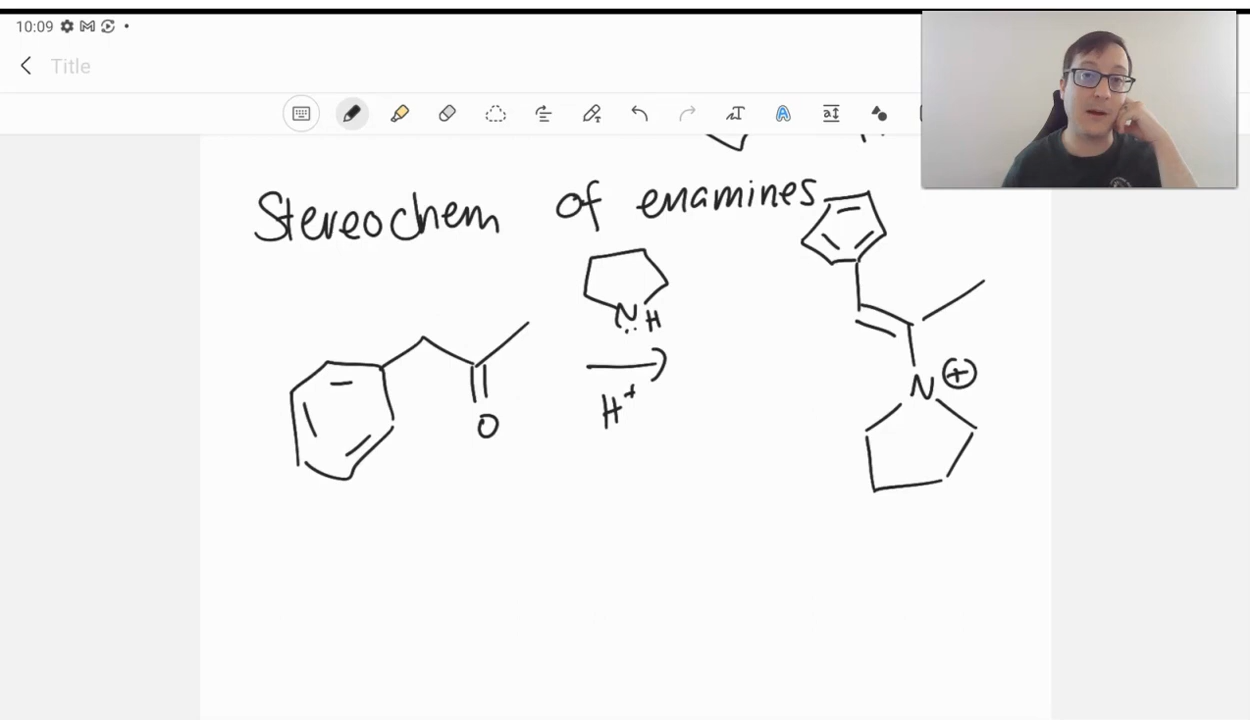 10:09
Title
Stereochem of enamines
N
H
H+
O
N +